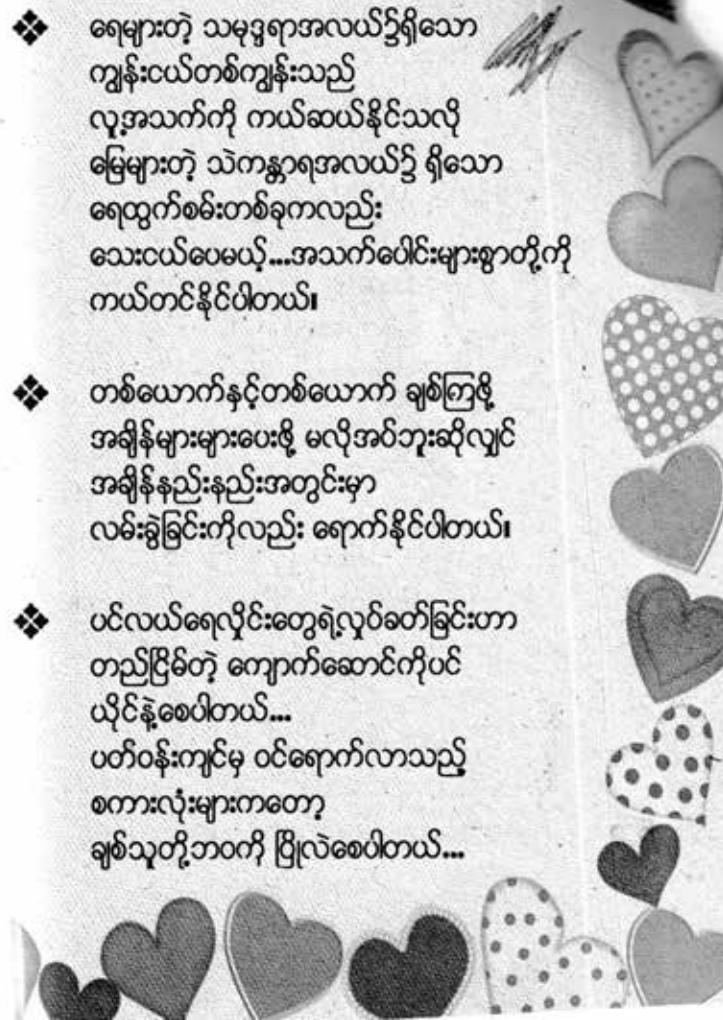 ❖ ရေများတဲ့ သမုဒ္ဒရာအလယ်၌ရှိသော
ကျွန်းငယ်တစ်ကျွန်းသည်
လူ့အသက်ကို ကယ်ဆယ်နိုင်သလို
မြေများတဲ့ သဲကန္တာရအလယ်၌ ရှိသော
ရေထွက်စမ်းတစ်ခုကလည်း
သေးငယ်ပေမယ့်...အသက်ပေါင်းများစွာတို့ကို
ကယ်တင်နိုင်ပါတယ်။
❖ တစ်ယောက်နှင့်တစ်ယောက် ချစ်ကြဖို့
အချိန်များများပေးဖို့ မလိုအပ်ဘူးဆိုလျှင်
အချိန်နည်းနည်းအတွင်းမှာ
လမ်းခွဲခြင်းကိုလည်း ရောက်နိုင်ပါတယ်။
❖ ပင်လယ်ရေလှိုင်းတွေရဲ့လှုပ်ခတ်ခြင်းဟာ
တည်ငြိမ်တဲ့ ကျောက်ဆောင်ကိုပင်
ယိုင်နဲ့စေပါတယ်...
ပတ်ဝန်းကျင်မှ ဝင်ရောက်လာသည့်
စကားလုံးများကတော့
ချစ်သူတို့ဘဝကို ပြိုလဲစေပါတယ်...